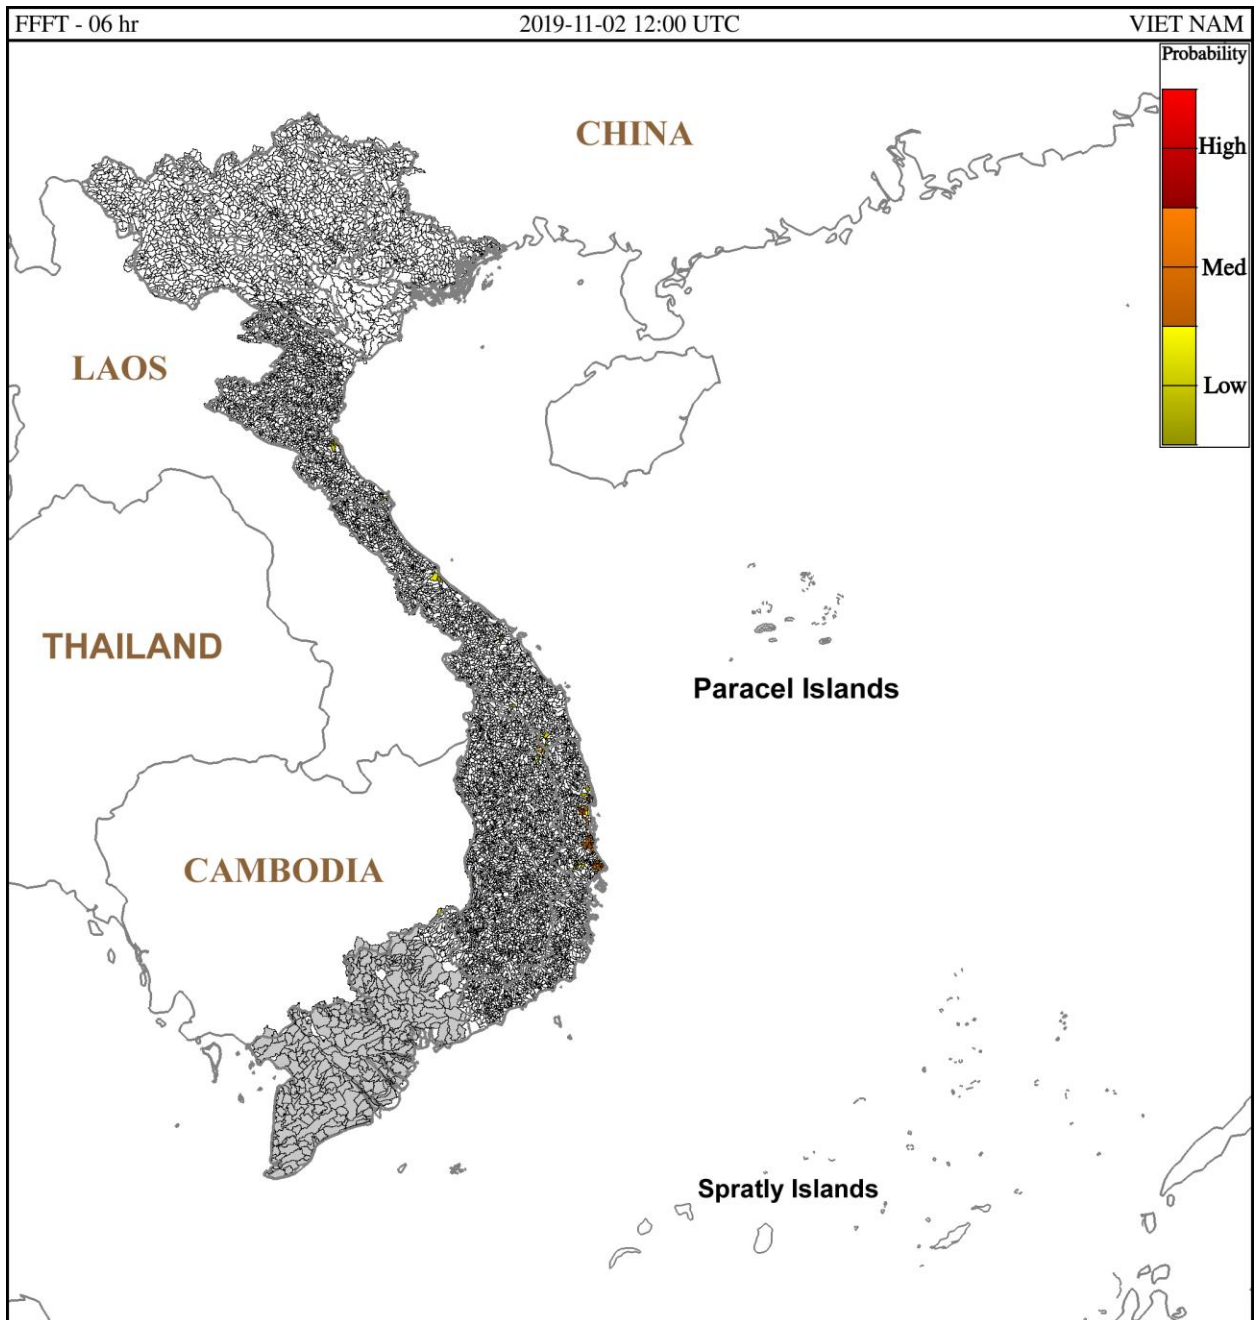 FFFT - 06 hr
2019-11-02 12:00 UTC
VIET NAM
Probability
High
Med
Low
CHINA
LAOS
THAILAND
Paracel Islands
CAMBODIA
Spratly Islands